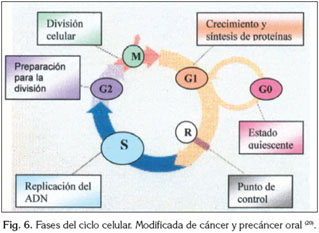 División
celular
Crecimiento y
síntesis de proteínas
M
Preparación
para la
división
G2
G1
G0
S
R
Estado
quiescente
Replicación del
ADN
Punto de
control
Fig. 6. Fases del ciclo celular. Modificada de cáncer y precáncer oral (20).